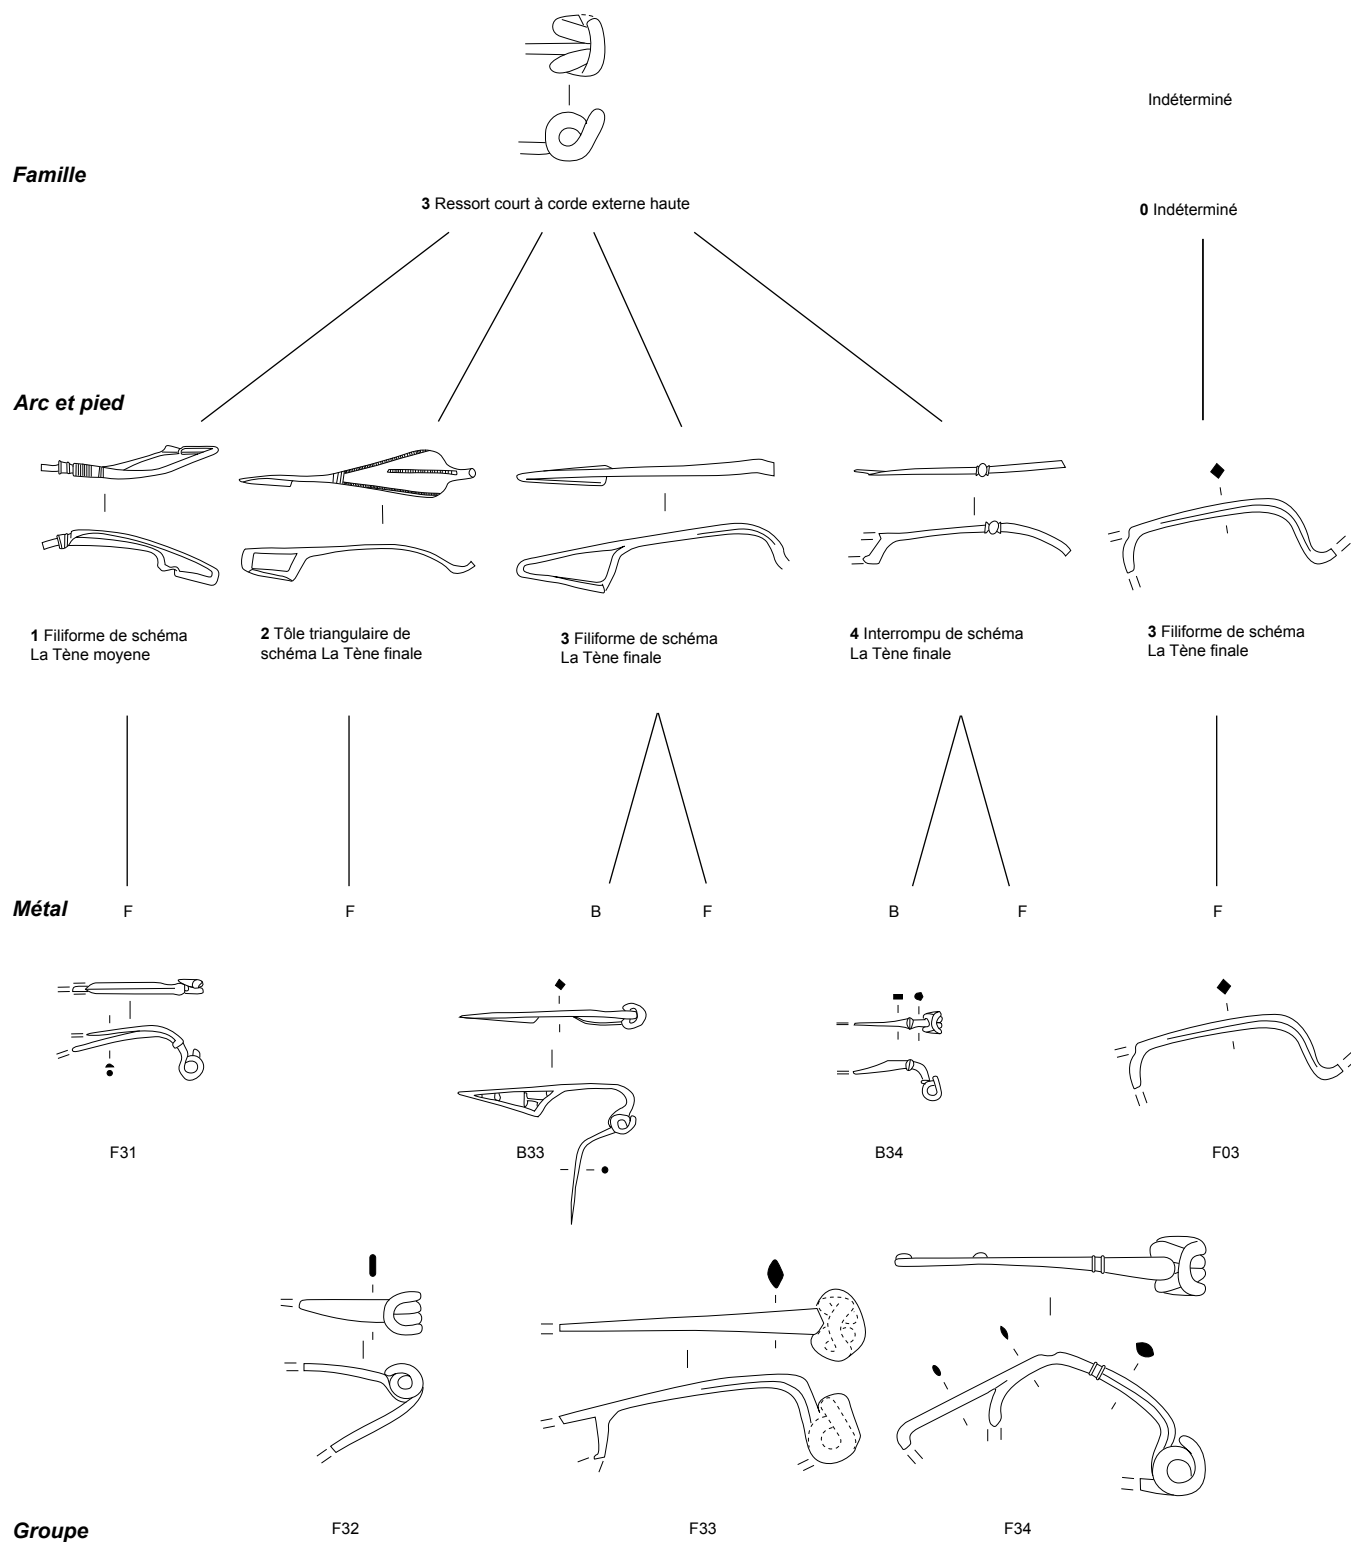 Indéterminé
Famille
3 Ressort court à corde externe haute
0 Indéterminé
Arc et pied
1 Filiforme de schéma
La Tène moyene
2 Tôle triangulaire de
schéma La Tène finale
3 Filiforme de schéma
La Tène finale
4 Interrompu de schéma
La Tène finale
3 Filiforme de schéma
La Tène finale
Métal
F
F
B
F
B
F
F
F31
B33
B34
F03
Groupe
F32
F33
F34